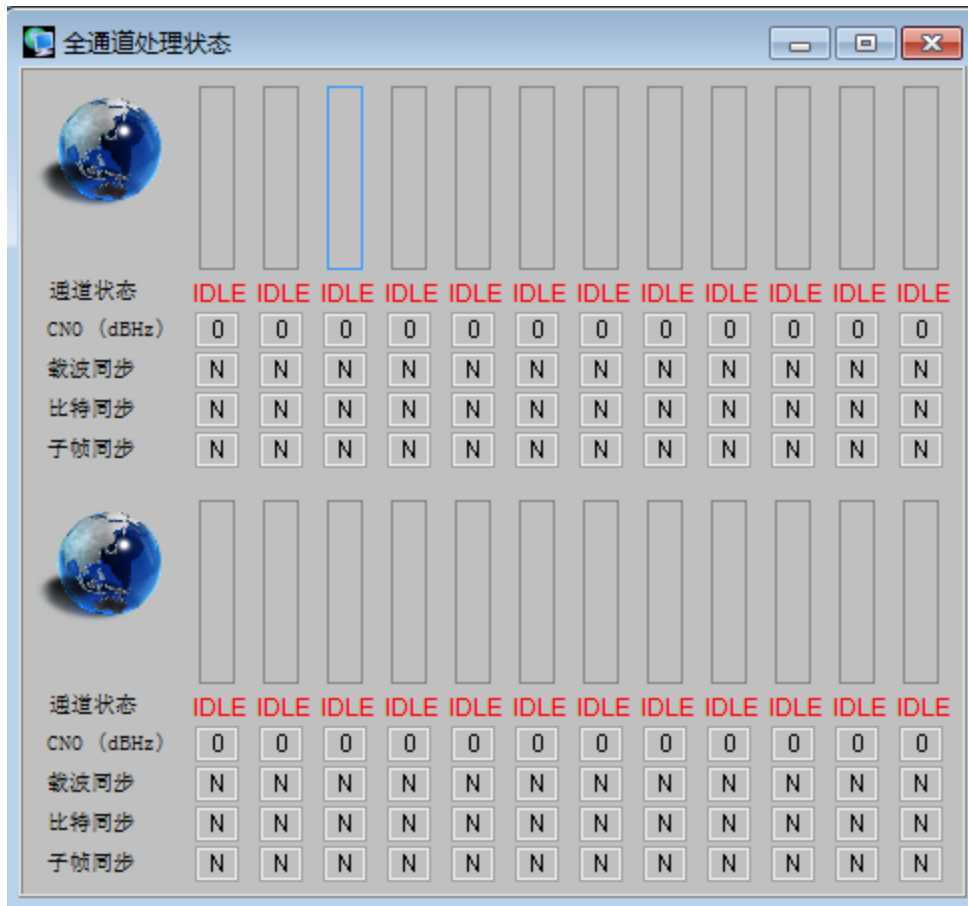 全通道处理状态
通道状态 IDLE IDLE IDLE IDLE IDLE IDLE IDLE IDLE IDLE IDLE IDLE IDLE
CNO (dBHz) 0 0 0 0 0 0 0 0 0 0 0 0
载波同步 N N N N N N N N N N N N
比特同步 N N N N N N N N N N N N
子帧同步 N N N N N N N N N N N N
通道状态 IDLE IDLE IDLE IDLE IDLE IDLE IDLE IDLE IDLE IDLE IDLE IDLE
CNO (dBHz) 0 0 0 0 0 0 0 0 0 0 0 0
载波同步 N N N N N N N N N N N N
比特同步 N N N N N N N N N N N N
子帧同步 N N N N N N N N N N N N